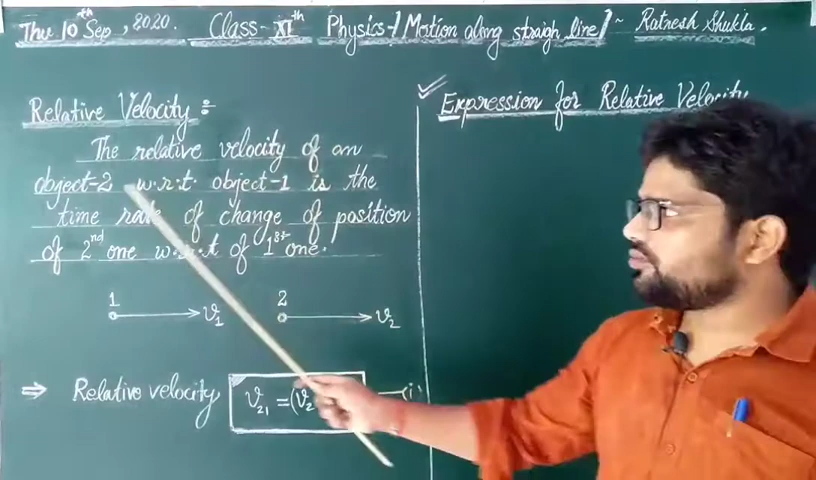 Thu 10th Sep, 2020. Class-XIth Physics-/Motion along straigh line/~ Ratnesh Shukla.
Relative Velocity÷
The relative velocity of an
object-2 w.r.t. object-1 is the
time rate of change of position
of 2nd one w.r.t of 1st one.
1 v₁ 2 v₂
⇒ Relative velocity v₂₁ = (v₂ (i)
Expression for Relative Velocity